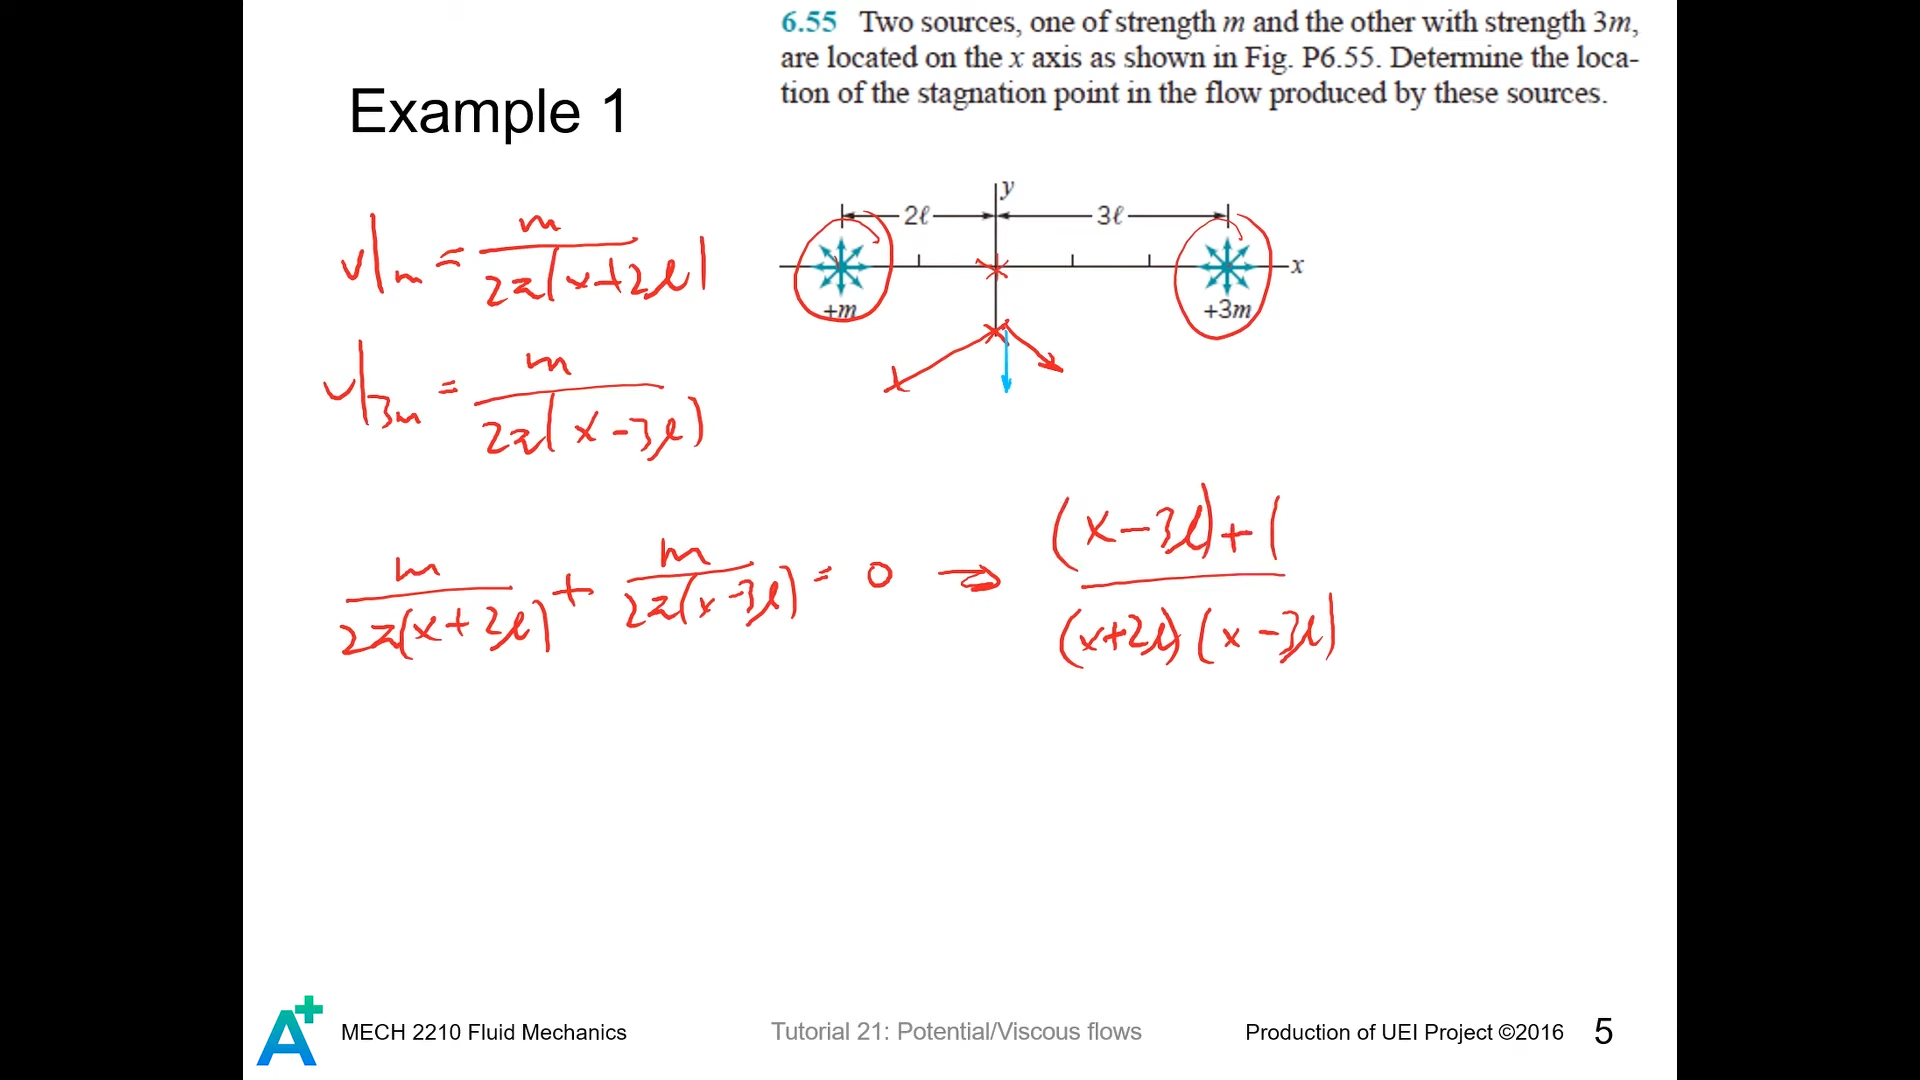 6.55 Two sources, one of strength m and the other with strength 3m,
are located on the x axis as shown in Fig. P6.55. Determine the loca-
tion of the stagnation point in the flow produced by these sources.
Example 1
y
2ℓ 3ℓ
x
+m +3m
v|m = m / 2π(x+2ℓ)
v|3m = m / 2π(x-3ℓ)
m / 2π(x+2ℓ) + m / 2π(x-3ℓ) = 0 ⇒ (x-3ℓ)+( / (x+2ℓ)(x-3ℓ)
A+ MECH 2210 Fluid Mechanics Tutorial 21: Potential/Viscous flows Production of UEI Project ©2016 5